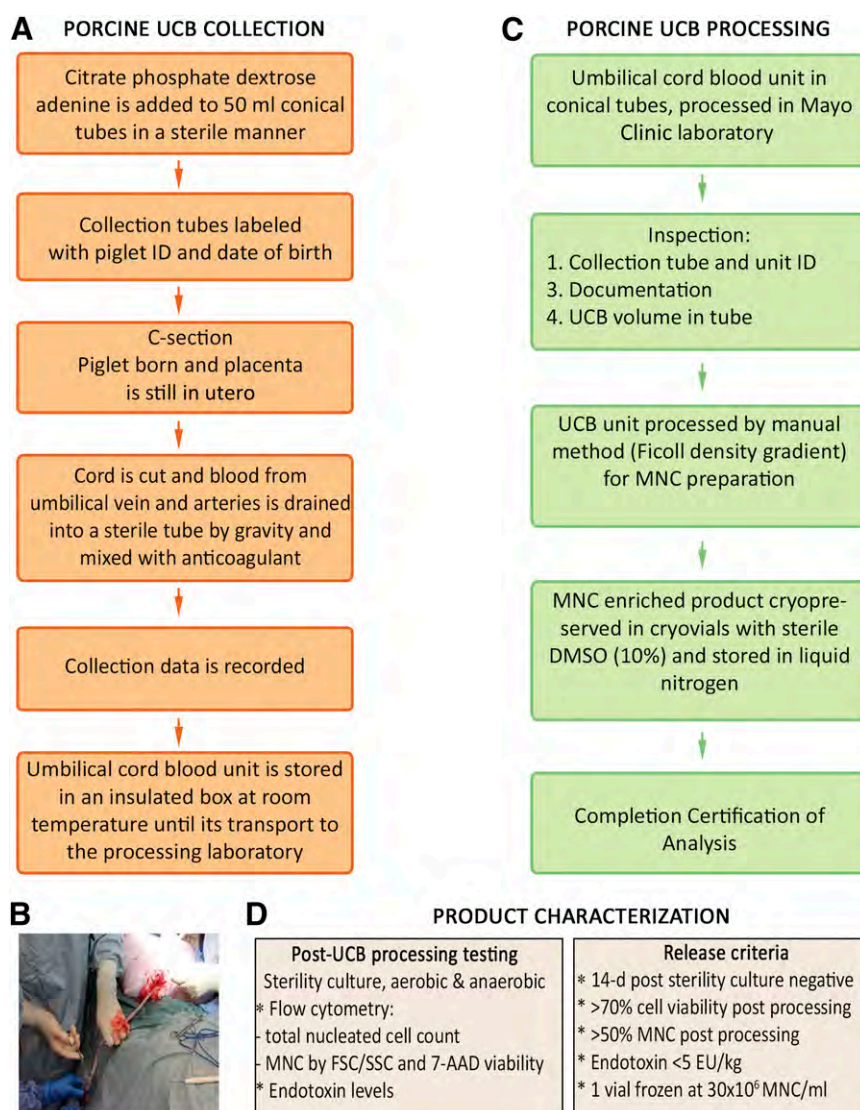 A PORCINE UCB COLLECTION
Citrate phosphate dextrose
adenine is added to 50 ml conical
tubes in a sterile manner
Collection tubes labeled
with piglet ID and date of birth
C-section
Piglet born and placenta
is still in utero
Cord is cut and blood from
umbilical vein and arteries is drained
into a sterile tube by gravity and
mixed with anticoagulant
Collection data is recorded
Umbilical cord blood unit is stored
in an insulated box at room
temperature until its transport to
the processing laboratory
C PORCINE UCB PROCESSING
Umbilical cord blood unit in
conical tubes, processed in Mayo
Clinic laboratory
Inspection:
1. Collection tube and unit ID
3. Documentation
4. UCB volume in tube
UCB unit processed by manual
method (Ficoll density gradient)
for MNC preparation
MNC enriched product cryopre-
served in cryovials with sterile
DMSO (10%) and stored in liquid
nitrogen
Completion Certification of
Analysis
B
D PRODUCT CHARACTERIZATION
Post-UCB processing testing
Sterility culture, aerobic & anaerobic
* Flow cytometry:
- total nucleated cell count
- MNC by FSC/SSC and 7-AAD viability
* Endotoxin levels
Release criteria
* 14-d post sterility culture negative
* >70% cell viability post processing
* >50% MNC post processing
* Endotoxin <5 EU/kg
* 1 vial frozen at 30x10⁶ MNC/ml